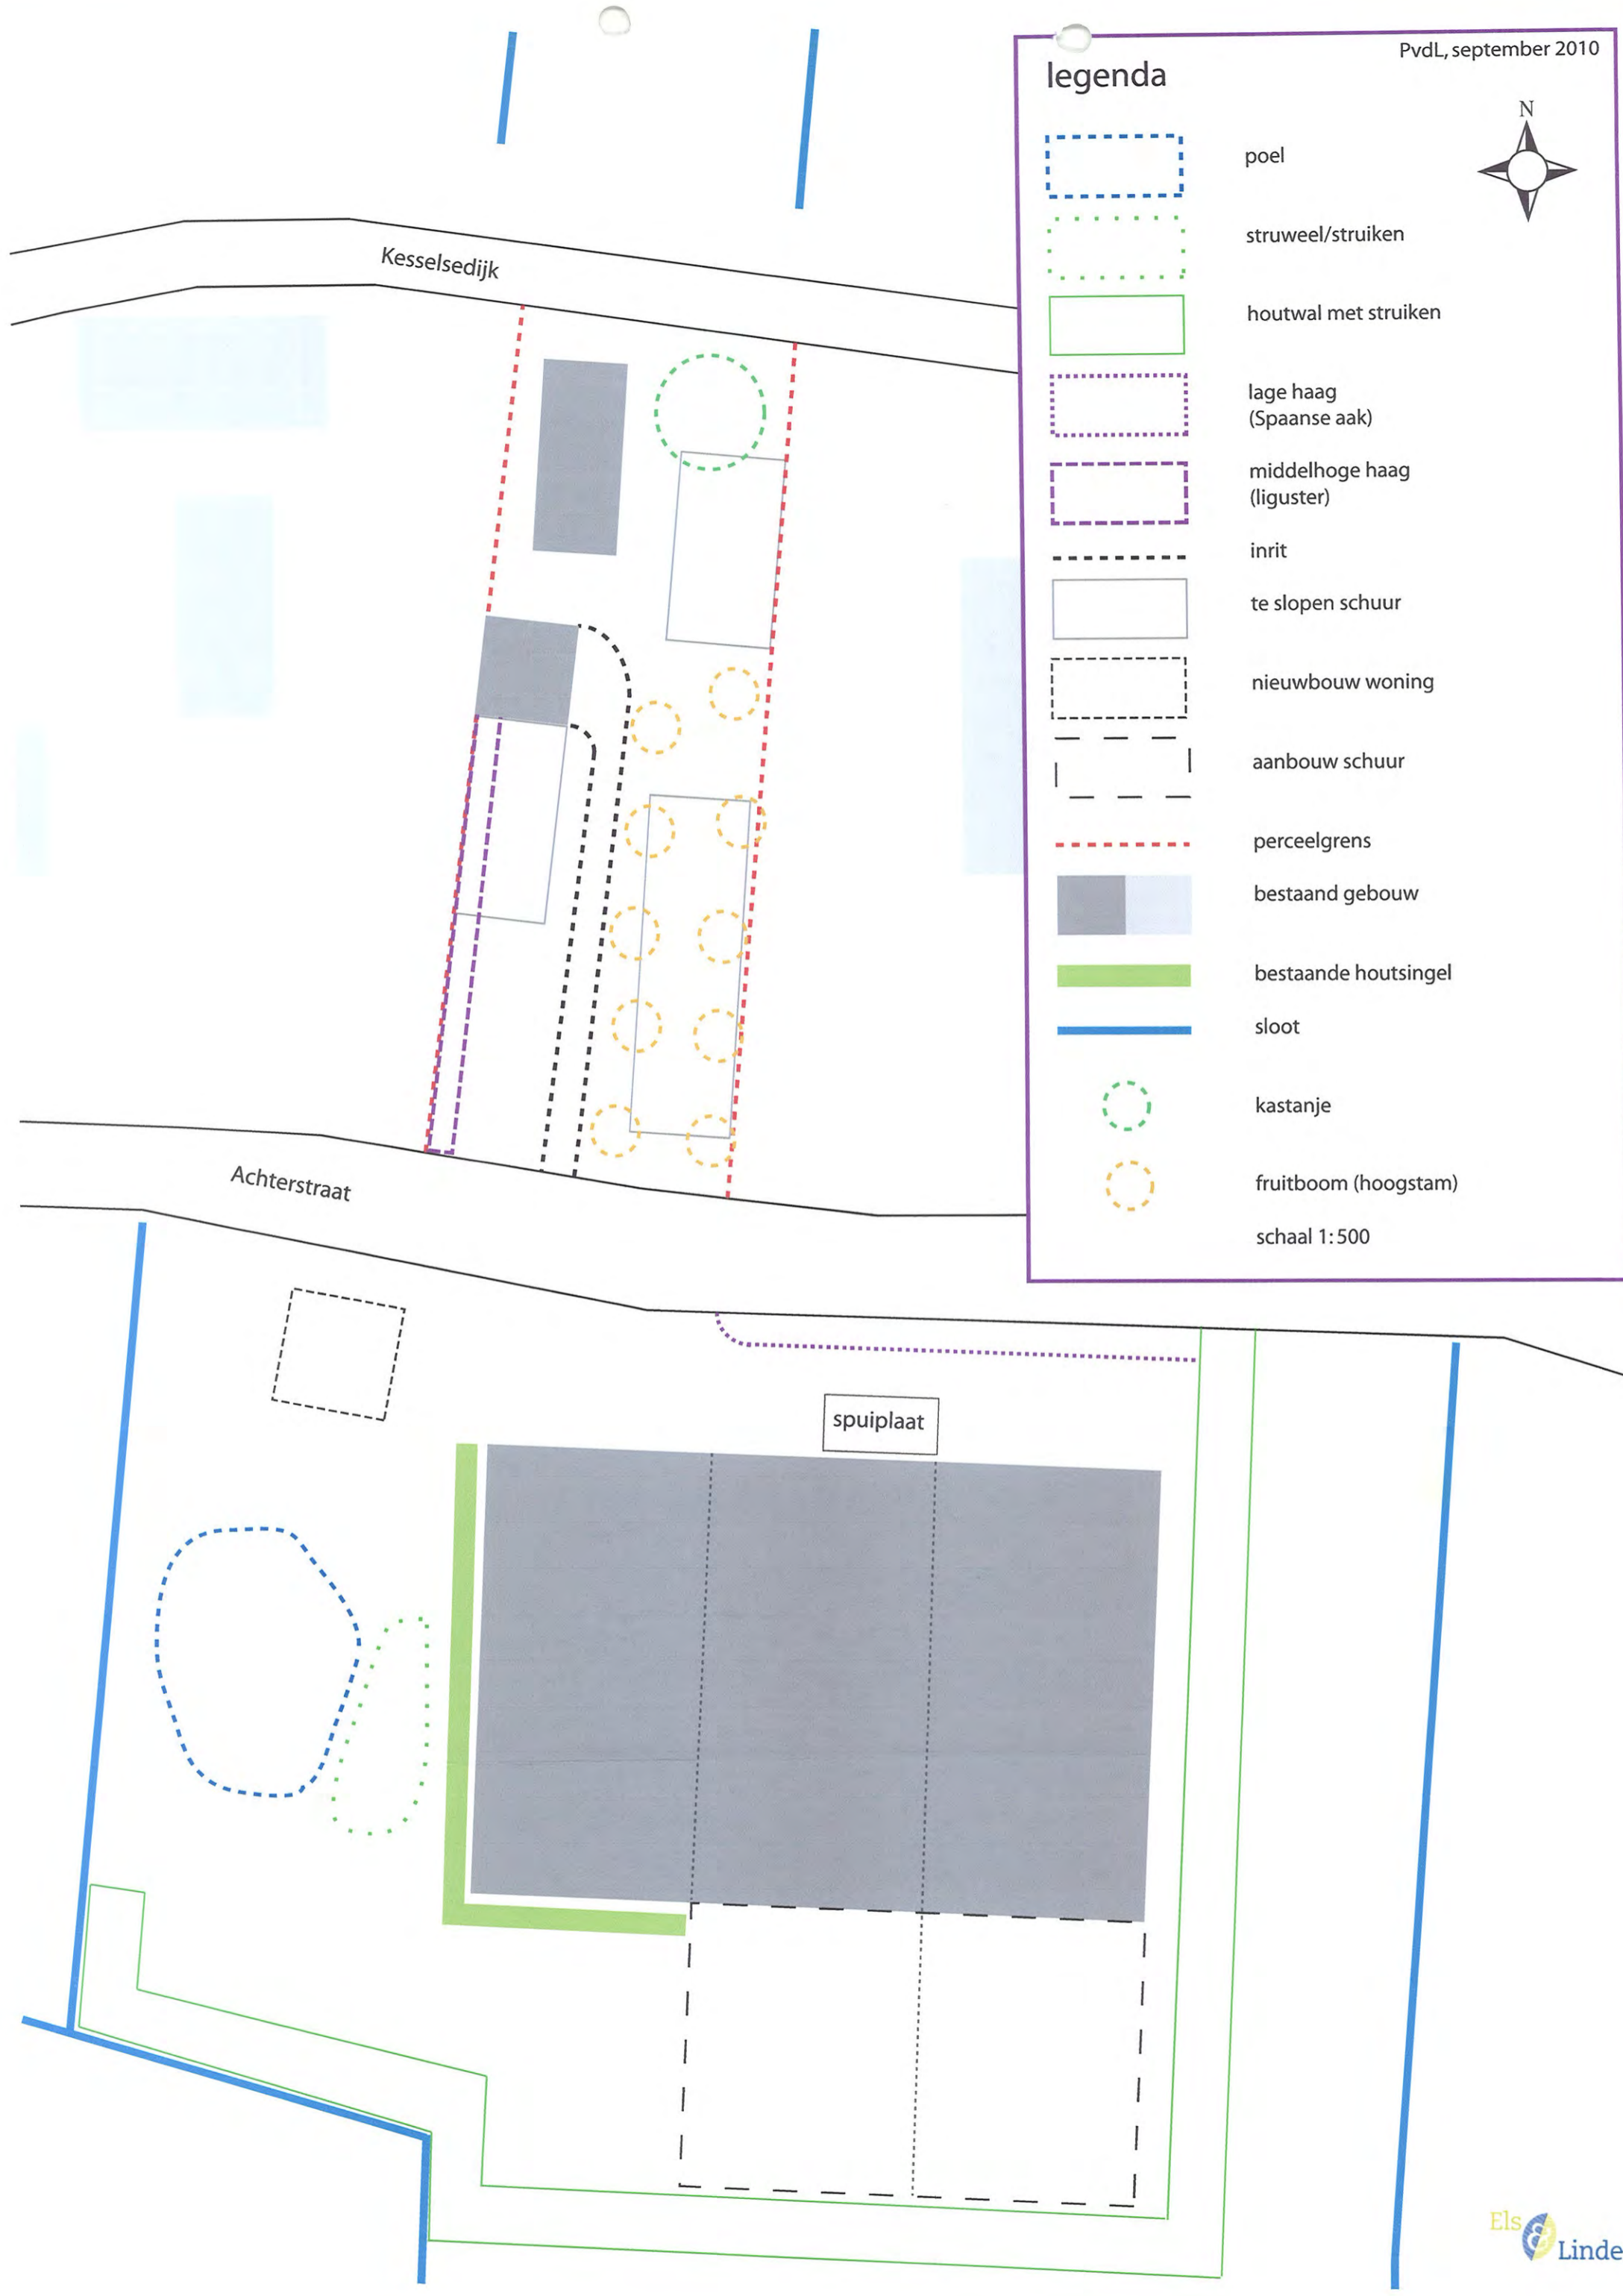 PvdL, september 2010
legenda
N
poel
struweel/struiken
houtwal met struiken
lage haag
(Spaanse aak)
middelhoge haag
(liguster)
inrit
te slopen schuur
nieuwbouw woning
aanbouw schuur
perceelgrens
bestaand gebouw
bestaande houtsingel
sloot
kastanje
fruitboom (hoogstam)
schaal 1:500
Kesselsedijk
Achterstraat
spuiplaat
Els
&
Linde